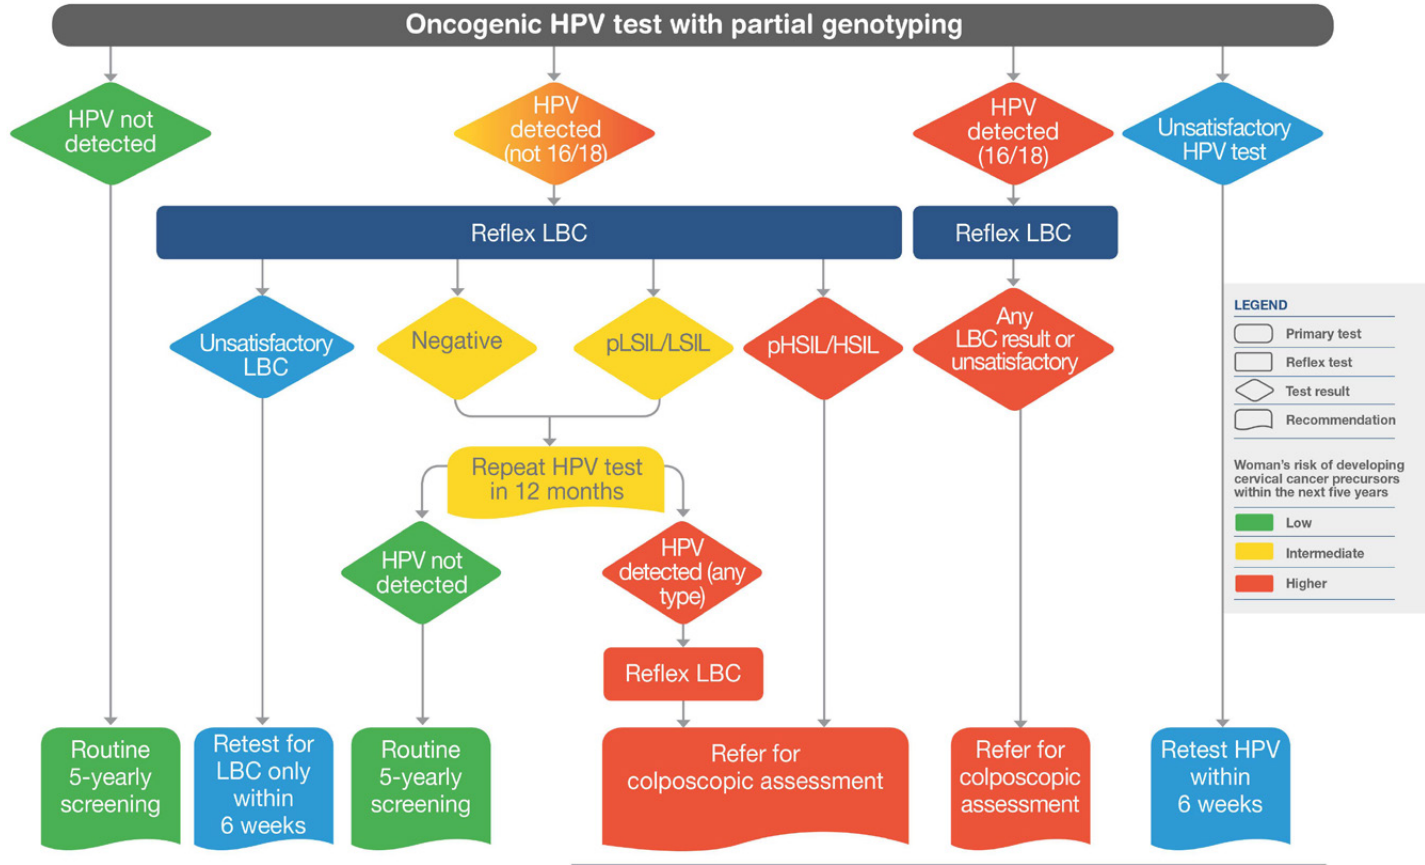 Oncogenic HPV test with partial genotyping
HPV not
detected
HPV
detected
(not 16/18)
HPV
detected
(16/18)
Unsatisfactory
HPV test
Reflex LBC
Reflex LBC
Unsatisfactory
LBC
Negative
pLSIL/LSIL
pHSIL/HSIL
Any
LBC result or
unsatisfactory
LEGEND
Primary test
Reflex test
Test result
Recommendation
Woman's risk of developing
cervical cancer precursors
within the next five years
Low
Intermediate
Higher
Repeat HPV test
in 12 months
HPV not
detected
HPV
detected (any
type)
Reflex LBC
Routine
5-yearly
screening
Retest for
LBC only
within
6 weeks
Routine
5-yearly
screening
Refer for
colposcopic assessment
Refer for
colposcopic
assessment
Retest HPV
within
6 weeks